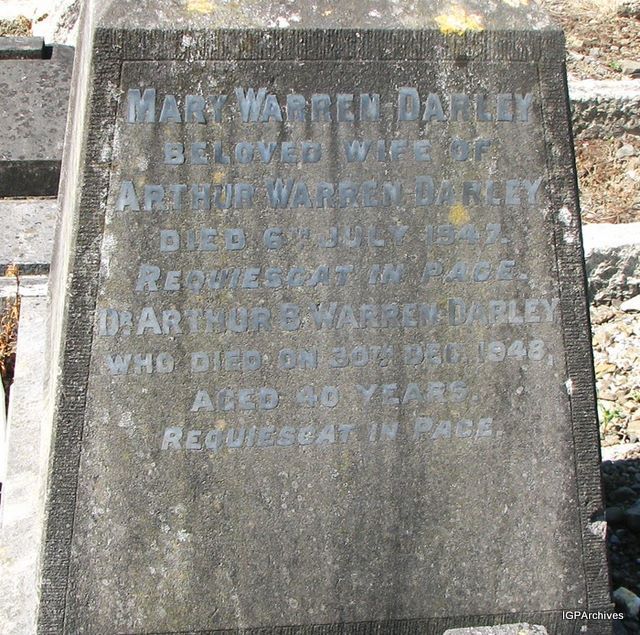 MARY WARREN DARLEY
BELOVED WIFE OF
ARTHUR WARREN DARLEY
DIED 6TH JULY 1947.
REQUIESCAT IN PACE.
DR ARTHUR B. WARREN DARLEY
WHO DIED ON 30TH DEC. 1948,
AGED 40 YEARS.
REQUIESCAT IN PACE.
IGPArchives